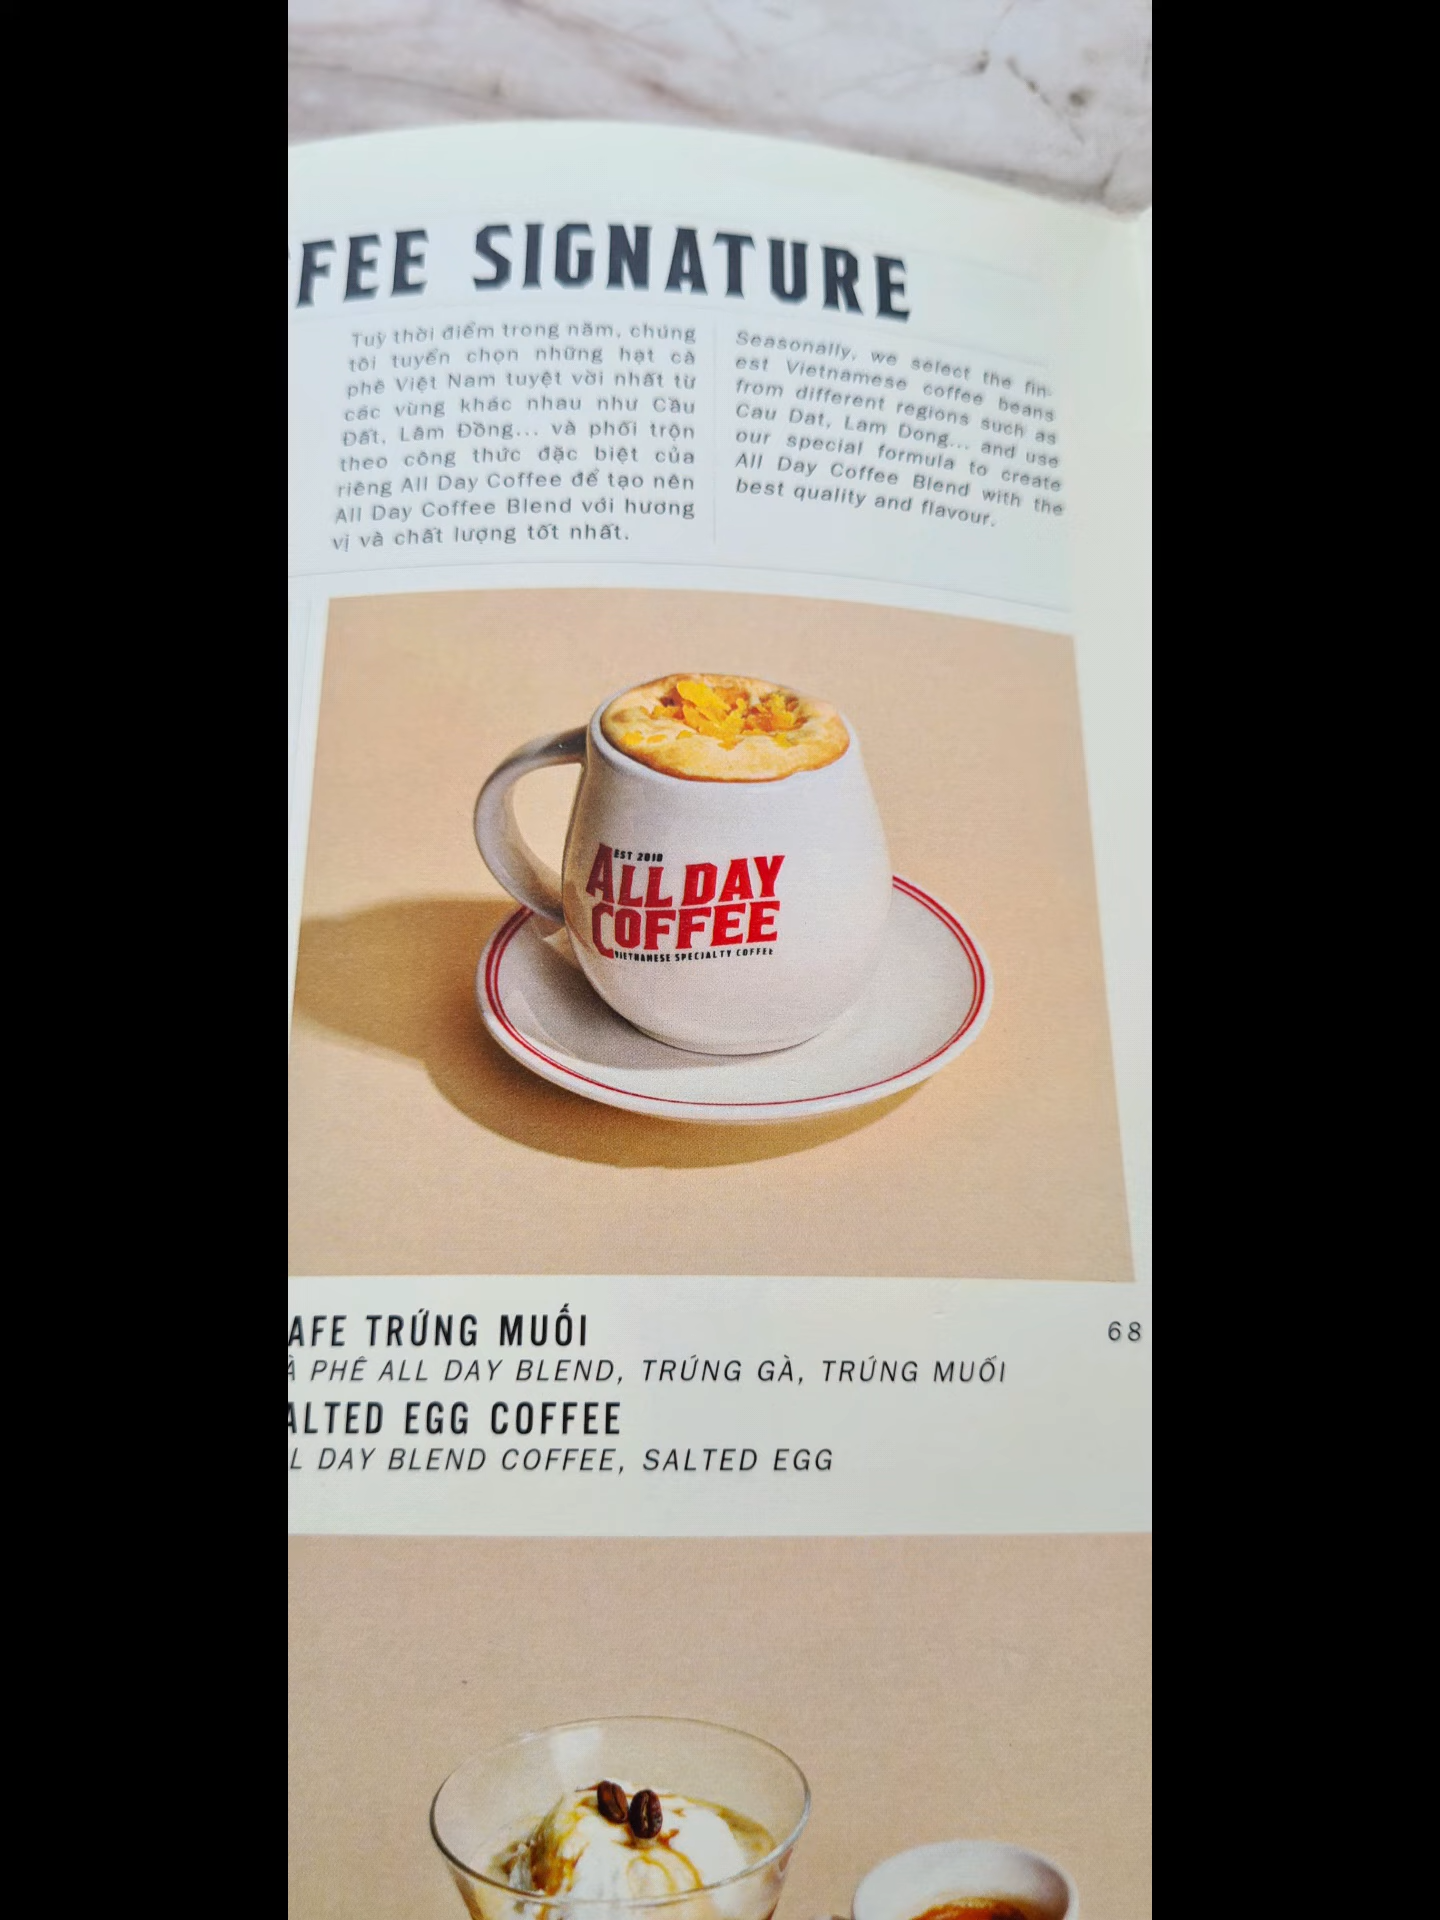 FFEE SIGNATURE
Tuỳ thời điểm trong năm, chúng
tôi tuyển chọn những hạt cà
phê Việt Nam tuyệt vời nhất từ
các vùng khác nhau như Cầu
Đất, Lâm Đồng... và phối trộn
theo công thức đặc biệt của
riêng All Day Coffee để tạo nên
All Day Coffee Blend với hương
vị và chất lượng tốt nhất.
Seasonally, we select the fin-
est Vietnamese coffee beans
from different regions such as
Cau Dat, Lam Dong... and use
our special formula to create
All Day Coffee Blend with the
best quality and flavour.
EST 2018
ALL DAY
COFFEE
VIETNAMESE SPECIALTY COFFEE
AFE TRỨNG MUỐI
68
À PHÊ ALL DAY BLEND, TRỨNG GÀ, TRỨNG MUỐI
ALTED EGG COFFEE
L DAY BLEND COFFEE, SALTED EGG